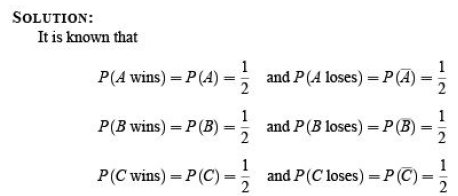 SOLUTION:
It is known that
P(A wins) = P(A) = 1/2 and P(A loses) = P(A̅) = 1/2
P(B wins) = P(B) = 1/2 and P(B loses) = P(B̅) = 1/2
P(C wins) = P(C) = 1/2 and P(C loses) = P(C̅) = 1/2